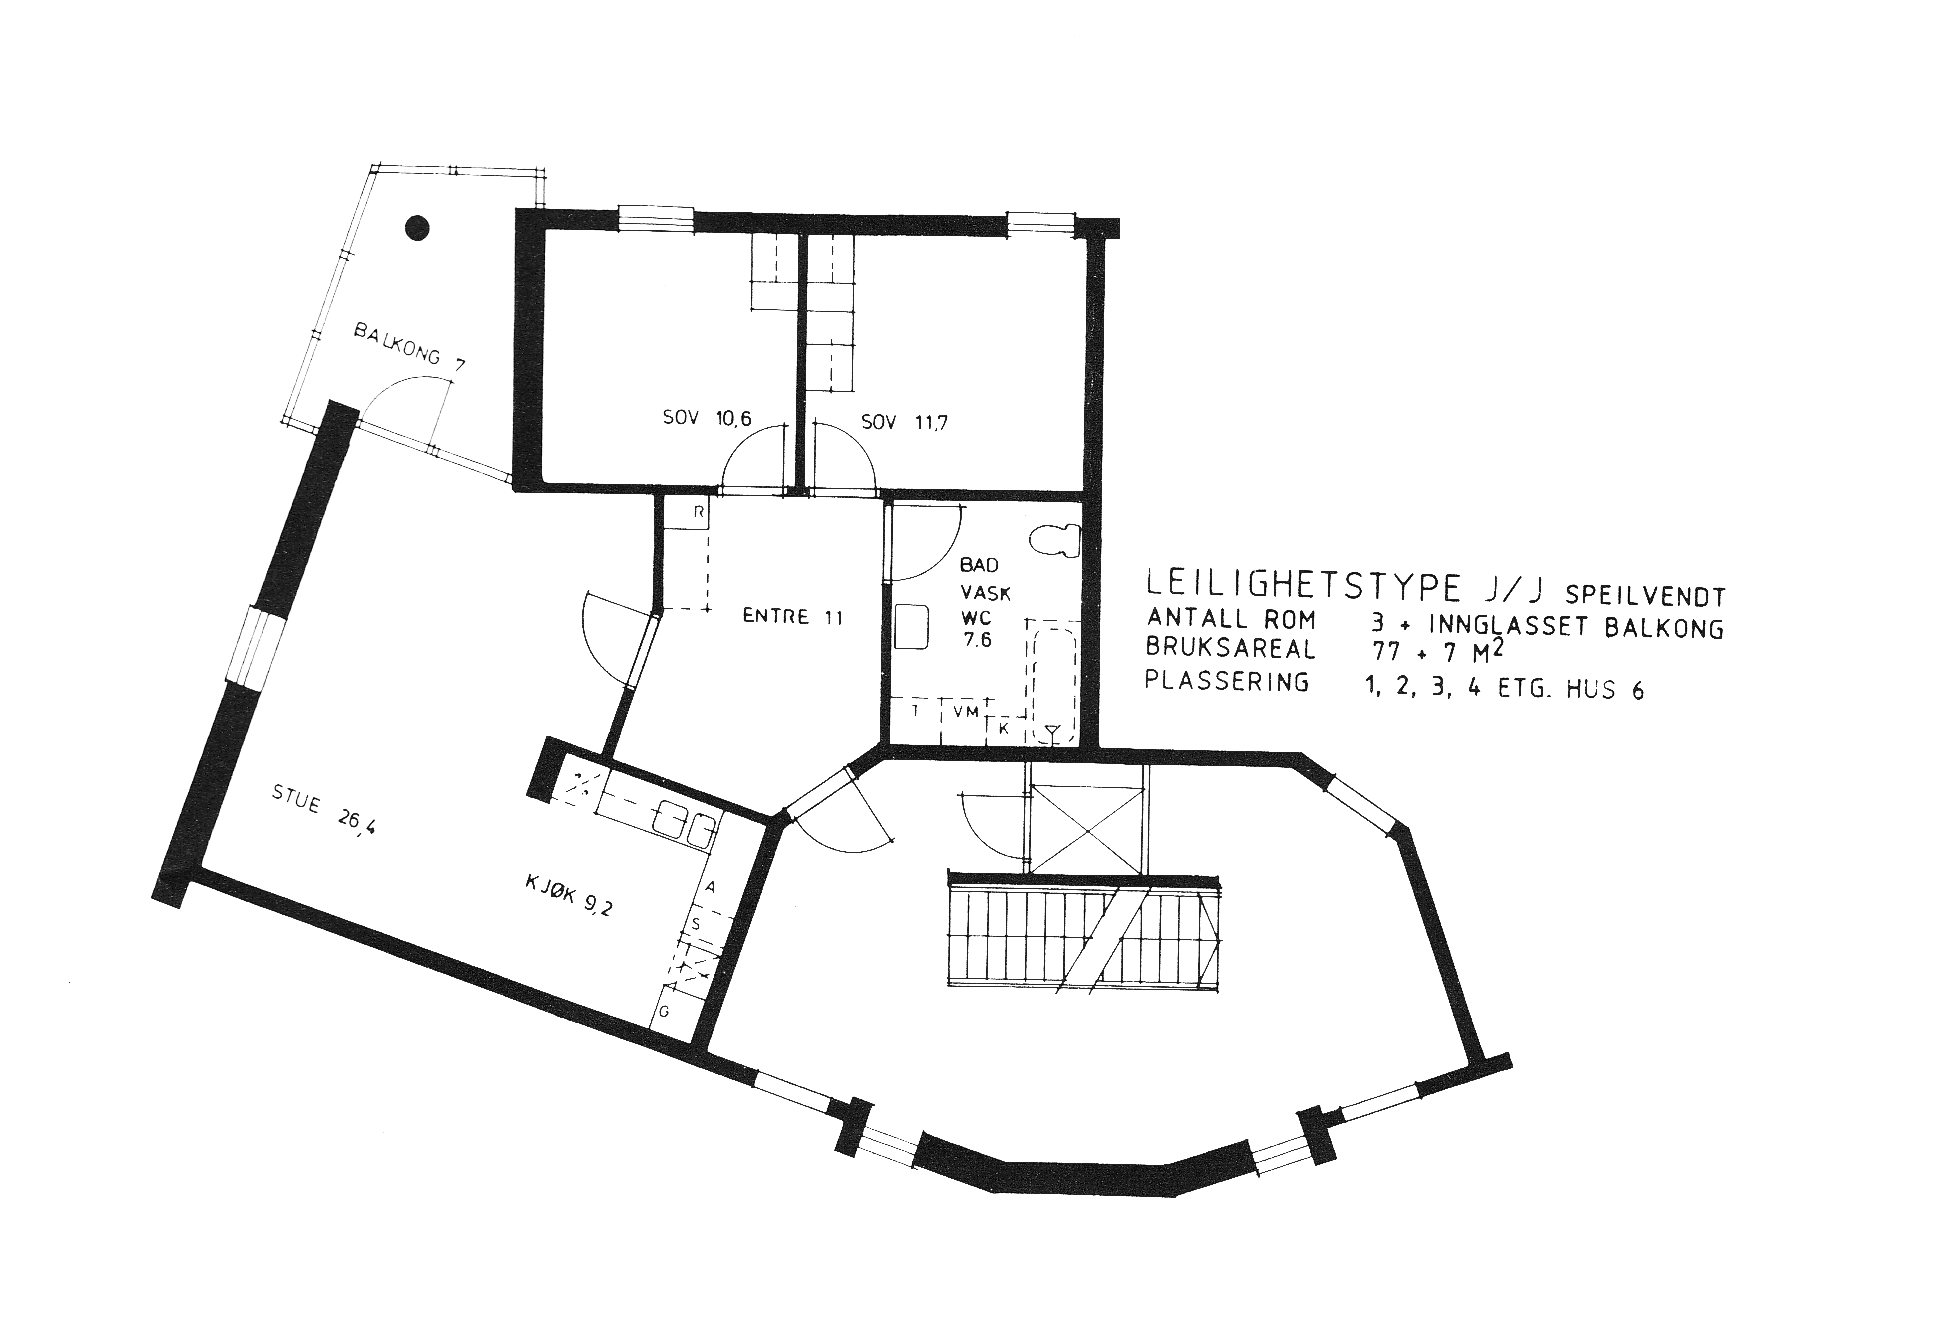 BALKONG 7
SOV 10,6
SOV 11,7
R
ENTRE 11
BAD
VASK
WC
7.6
T
VM
K
LEILIGHETSTYPE J/J SPEILVENDT
ANTALL ROM 3 + INNGLASSET BALKONG
BRUKSAREAL 77 + 7 M²
PLASSERING 1, 2, 3, 4 ETG. HUS 6
STUE 26,4
KJØK 9,2
A
S
G